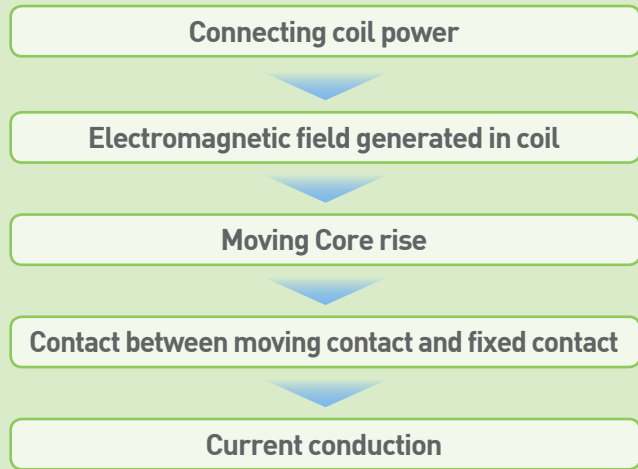 Connecting coil power
Electromagnetic field generated in coil
Moving Core rise
Contact between moving contact and fixed contact
Current conduction